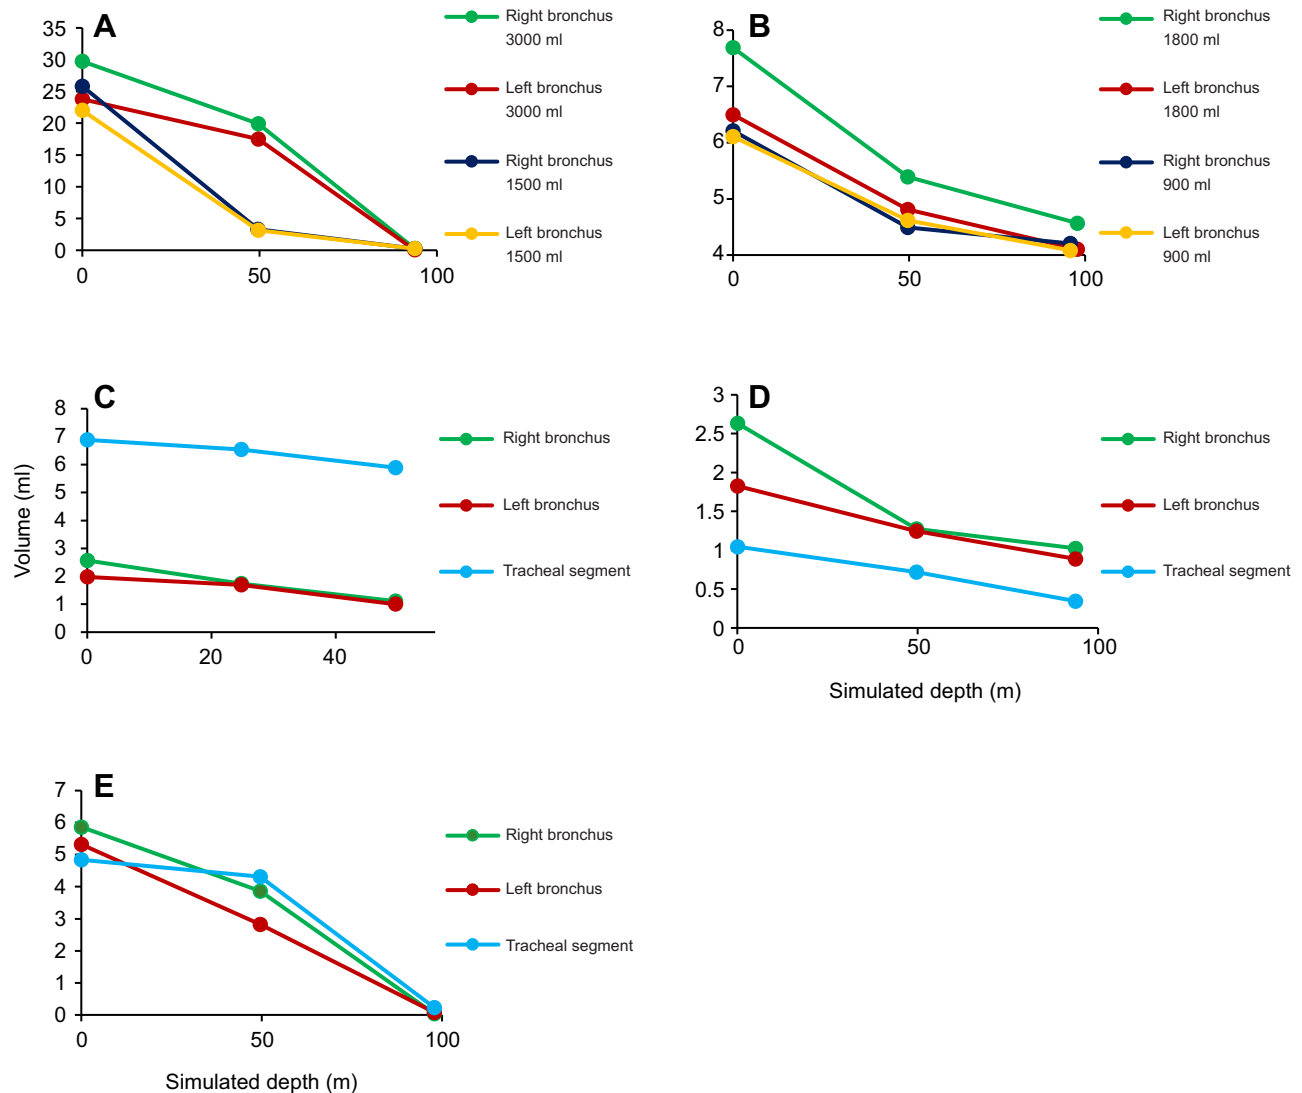 A
35
30
25
20
15
10
5
0
0
50
100
Right bronchus
3000 ml
Left bronchus
3000 ml
Right bronchus
1500 ml
Left bronchus
1500 ml
B
8
7
6
5
4
0
50
100
Right bronchus
1800 ml
Left bronchus
1800 ml
Right bronchus
900 ml
Left bronchus
900 ml
C
Volume (ml)
8
7
6
5
4
3
2
1
0
0
20
40
Right bronchus
Left bronchus
Tracheal segment
D
3
2.5
2
1.5
1
0.5
0
0
50
100
Simulated depth (m)
Right bronchus
Left bronchus
Tracheal segment
E
7
6
5
4
3
2
1
0
0
50
100
Simulated depth (m)
Right bronchus
Left bronchus
Tracheal segment